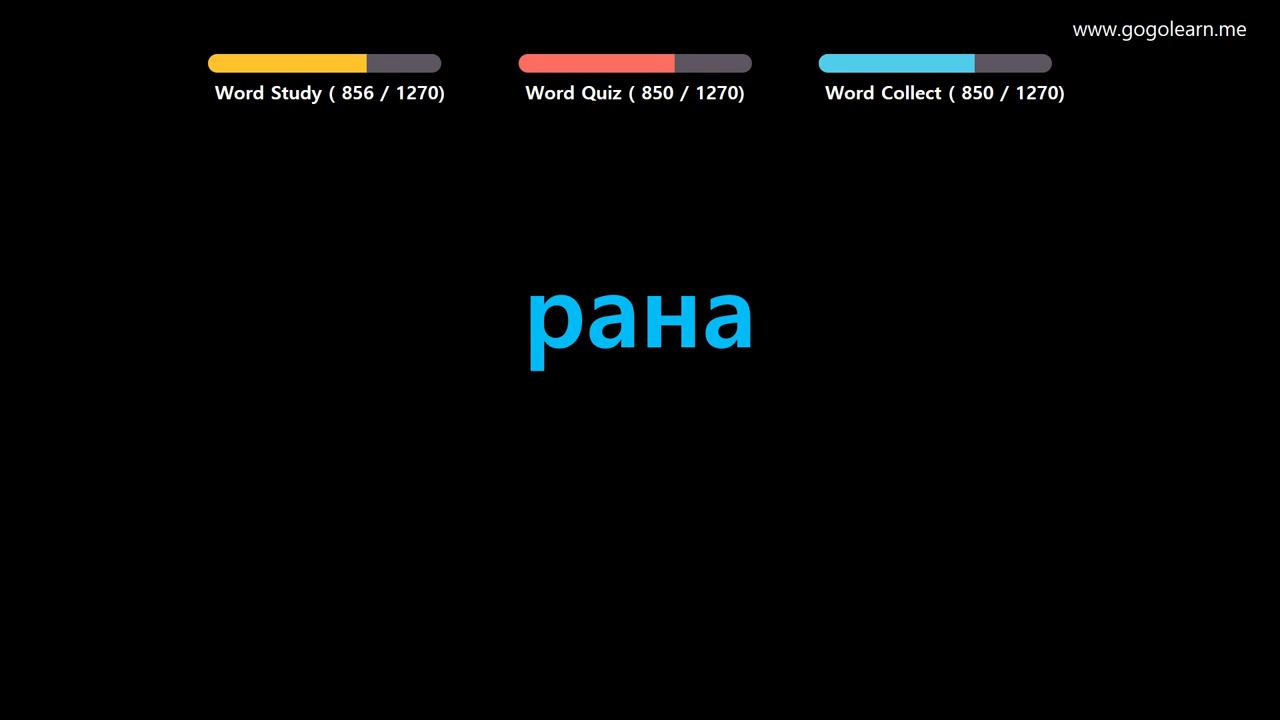 www.gogolearn.me
Word Study ( 856 / 1270)
Word Quiz ( 850 / 1270)
Word Collect ( 850 / 1270)
рана